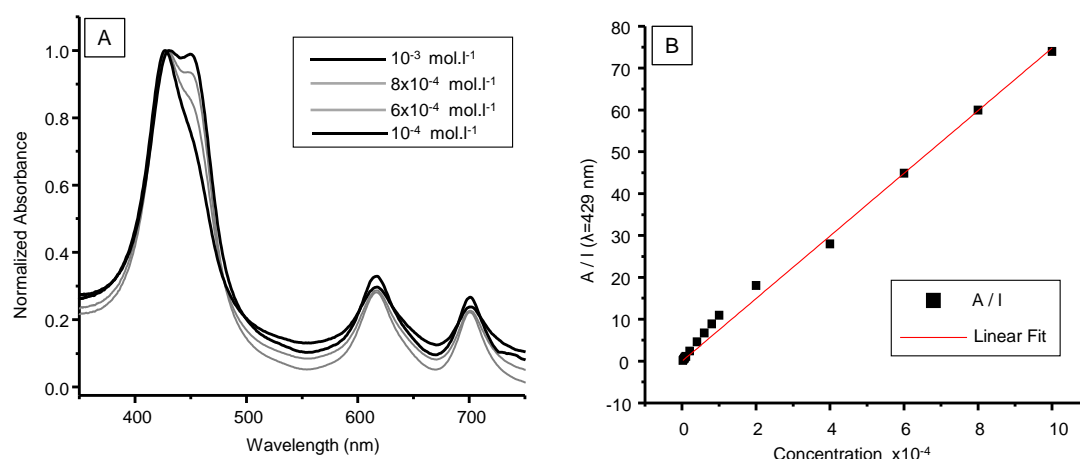 A
1.0
0.8
0.6
0.4
0.2
0.0
Normalized Absorbance
10⁻³ mol.l⁻¹
8x10⁻⁴ mol.l⁻¹
6x10⁻⁴ mol.l⁻¹
10⁻⁴ mol.l⁻¹
400 500 600 700
Wavelength (nm)
B
80
70
60
50
40
30
20
10
0
-10
A / I (λ=429 nm)
A / I
Linear Fit
0 2 4 6 8 10
Concentration x10⁻⁴